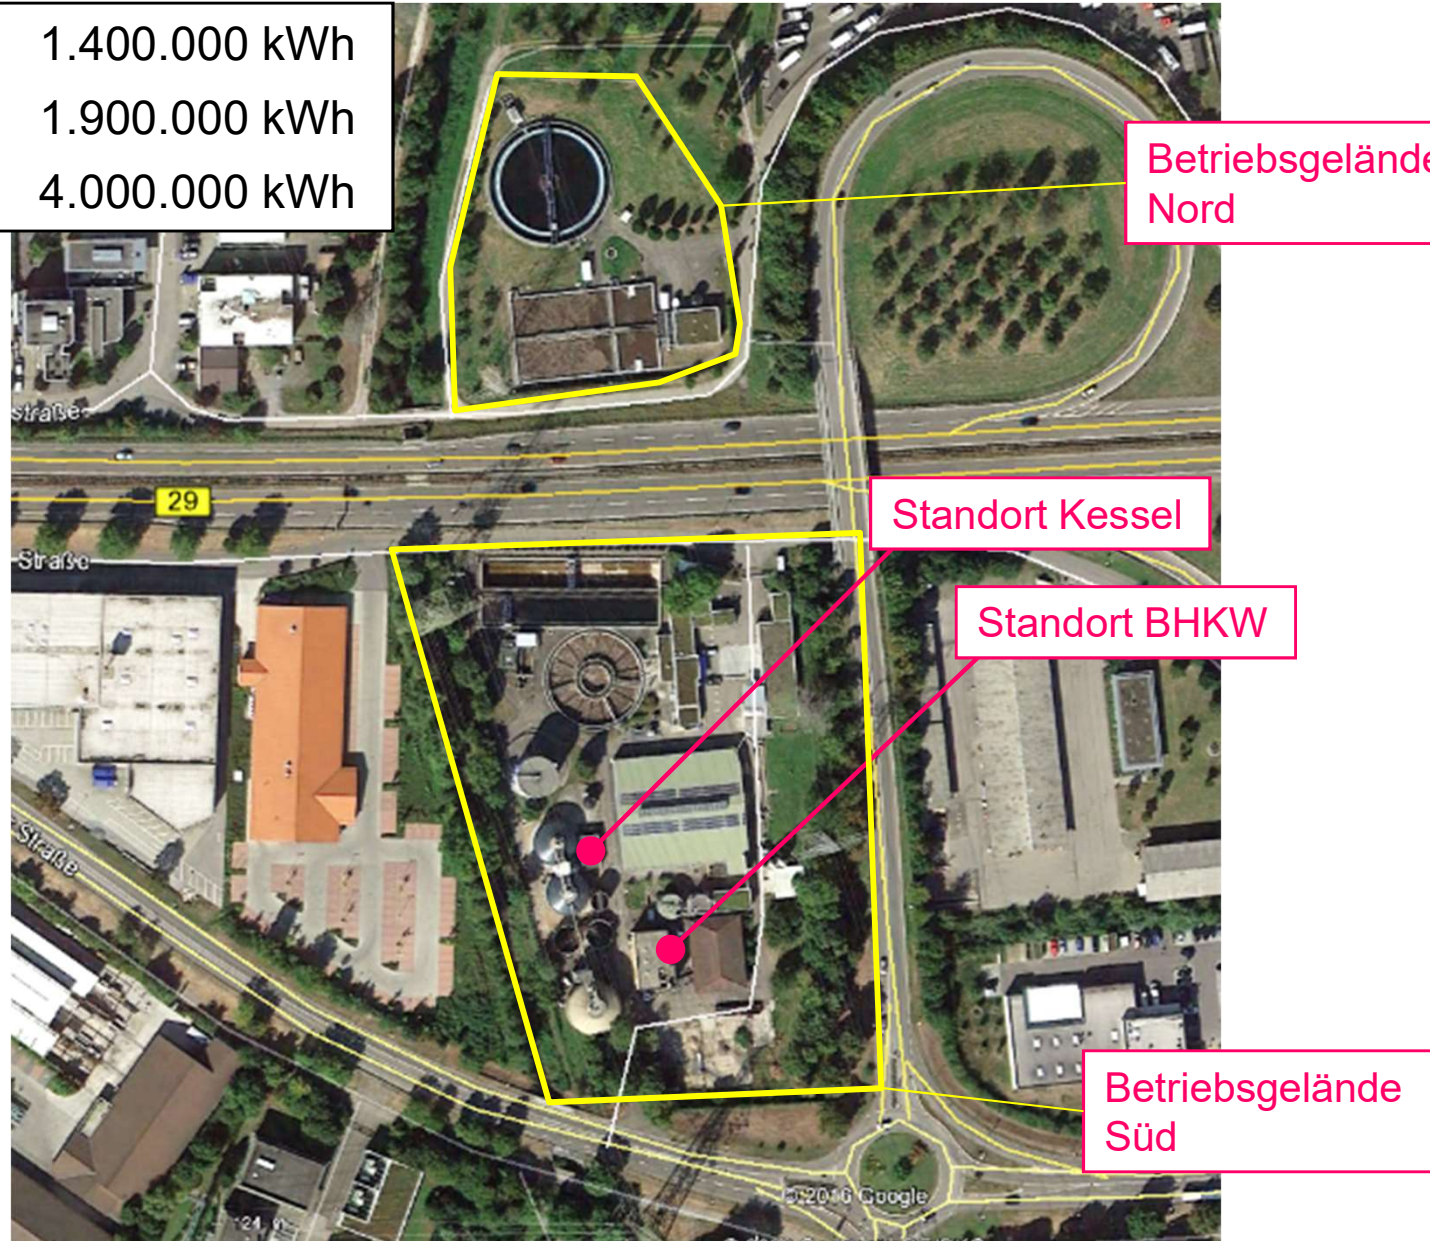 1.400.000 kWh
1.900.000 kWh
4.000.000 kWh
Betriebsgelände
Nord
straße
29
Standort Kessel
Straße
Standort BHKW
Straße
Betriebsgelände
Süd
© 2016 Google